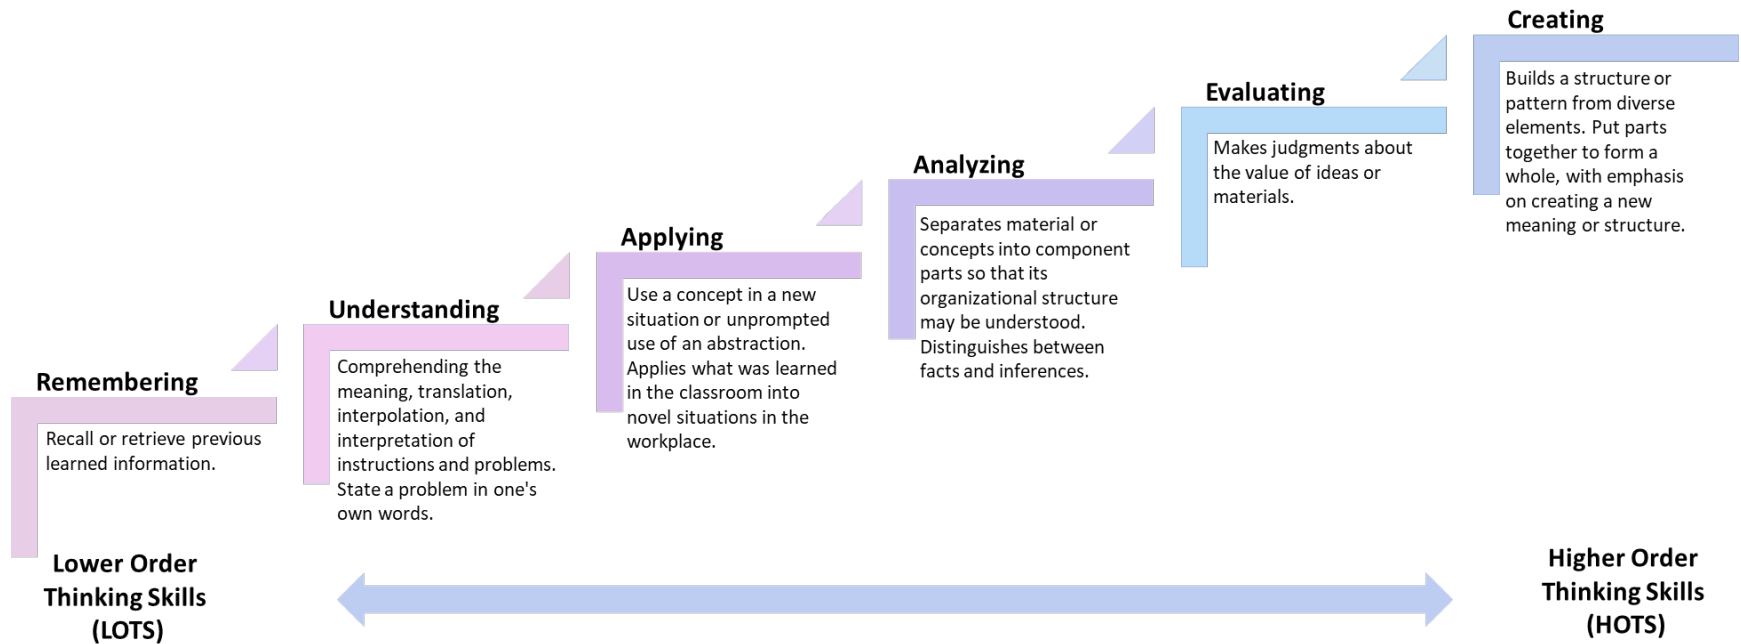 Remembering
Recall or retrieve previous
learned information.
Understanding
Comprehending the
meaning, translation,
interpolation, and
interpretation of
instructions and problems.
State a problem in one's
own words.
Applying
Use a concept in a new
situation or unprompted
use of an abstraction.
Applies what was learned
in the classroom into
novel situations in the
workplace.
Analyzing
Separates material or
concepts into component
parts so that its
organizational structure
may be understood.
Distinguishes between
facts and inferences.
Evaluating
Makes judgments about
the value of ideas or
materials.
Creating
Builds a structure or
pattern from diverse
elements. Put parts
together to form a
whole, with emphasis
on creating a new
meaning or structure.
Lower Order
Thinking Skills
(LOTS)
Higher Order
Thinking Skills
(HOTS)